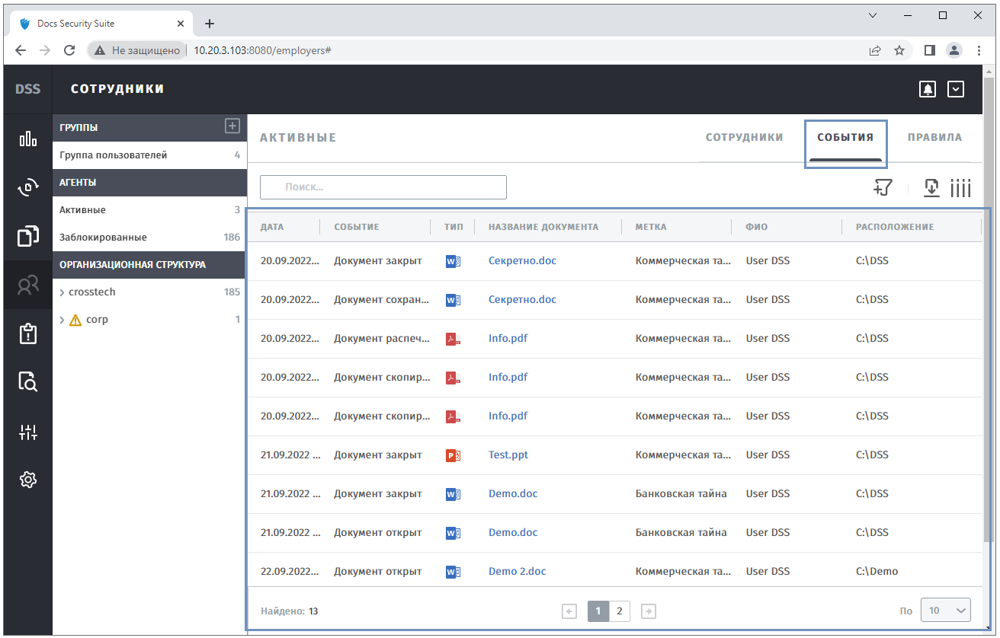 Docs Security Suite
Не защищено 10.20.3.103:8080/employers#
DSS СОТРУДНИКИ
ГРУППЫ
Группа пользователей 4
АГЕНТЫ
Активные 3
Заблокированные 186
ОРГАНИЗАЦИОННАЯ СТРУКТУРА
crosstech 185
corp 1
АКТИВНЫЕ СОТРУДНИКИ СОБЫТИЯ ПРАВИЛА
Поиск...
ДАТА СОБЫТИЕ ТИП НАЗВАНИЕ ДОКУМЕНТА МЕТКА ФИО РАСПОЛОЖЕНИЕ
20.09.2022... Документ закрыт Секретно.doc Коммерческая та... User DSS C:\DSS
20.09.2022... Документ сохран... Секретно.doc Коммерческая та... User DSS C:\DSS
20.09.2022... Документ распеч... Info.pdf Коммерческая та... User DSS C:\DSS
20.09.2022... Документ скопир... Info.pdf Коммерческая та... User DSS C:\DSS
20.09.2022... Документ скопир... Info.pdf Коммерческая та... User DSS C:\DSS
21.09.2022 ... Документ закрыт Test.ppt Коммерческая та... User DSS C:\DSS
21.09.2022 ... Документ закрыт Demo.doc Банковская тайна User DSS C:\DSS
21.09.2022 ... Документ открыт Demo.doc Банковская тайна User DSS C:\DSS
22.09.2022... Документ открыт Demo 2.doc Коммерческая та... User DSS C:\Demo
Найдено: 13 1 2 По 10